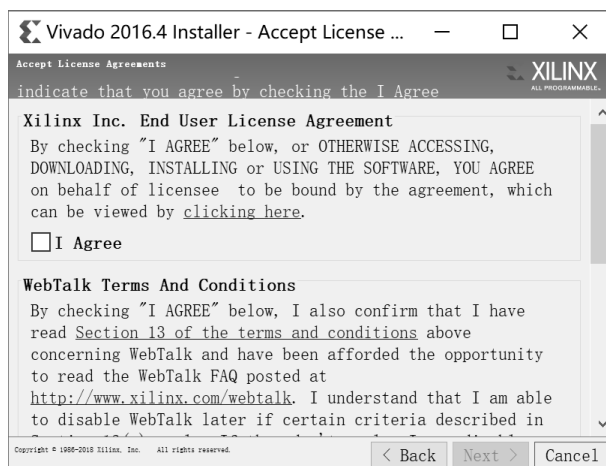 Vivado 2016.4 Installer - Accept License ...
Accept License Agreements
XILINX
ALL PROGRAMMABLE.
indicate that you agree by checking the I Agree
Xilinx Inc. End User License Agreement
By checking "I AGREE" below, or OTHERWISE ACCESSING,
DOWNLOADING, INSTALLING or USING THE SOFTWARE, YOU AGREE
on behalf of licensee to be bound by the agreement, which
can be viewed by clicking here.
I Agree
WebTalk Terms And Conditions
By checking "I AGREE" below, I also confirm that I have
read Section 13 of the terms and conditions above
concerning WebTalk and have been afforded the opportunity
to read the WebTalk FAQ posted at
http://www.xilinx.com/webtalk. I understand that I am able
to disable WebTalk later if certain criteria described in
Copyright © 1986-2018 Xilinx, Inc. All rights reserved.
< Back Next > Cancel